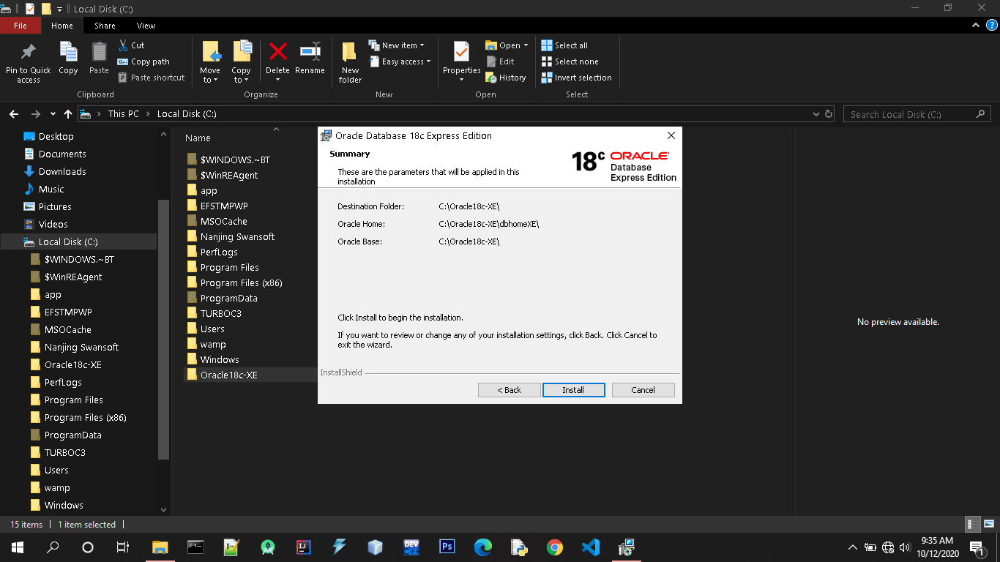 Local Disk (C:)
File Home Share View
Pin to Quick access
Copy
Paste
Cut
Copy path
Paste shortcut
Clipboard
Move to
Copy to
Delete
Rename
Organize
New folder
New item
Easy access
New
Properties
Open
Edit
History
Open
Select all
Select none
Invert selection
Select
This PC > Local Disk (C:)
Search Local Disk (C:)
Desktop
Documents
Downloads
Music
Pictures
Videos
Local Disk (C:)
$WINDOWS.~BT
$WinREAgent
app
EFSTMPWP
MSOCache
Nanjing Swansoft
Oracle18c-XE
PerfLogs
Program Files
Program Files (x86)
ProgramData
TURBOC3
Users
wamp
Windows
Name
$WINDOWS.~BT
$WinREAgent
app
EFSTMPWP
MSOCache
Nanjing Swansoft
PerfLogs
Program Files
Program Files (x86)
ProgramData
TURBOC3
Users
wamp
Windows
Oracle18c-XE
Oracle Database 18c Express Edition
Summary
These are the parameters that will be applied in this
installation
18c ORACLE
Database
Express Edition
Destination Folder: C:\Oracle18c-XE\
Oracle Home: C:\Oracle18c-XE\dbhomeXE\
Oracle Base: C:\Oracle18c-XE\
Click Install to begin the installation.
If you want to review or change any of your installation settings, click Back. Click Cancel to
exit the wizard.
InstallShield
< Back Install Cancel
No preview available.
15 items 1 item selected
DEV
Ps
9:35 AM
10/12/2020
1